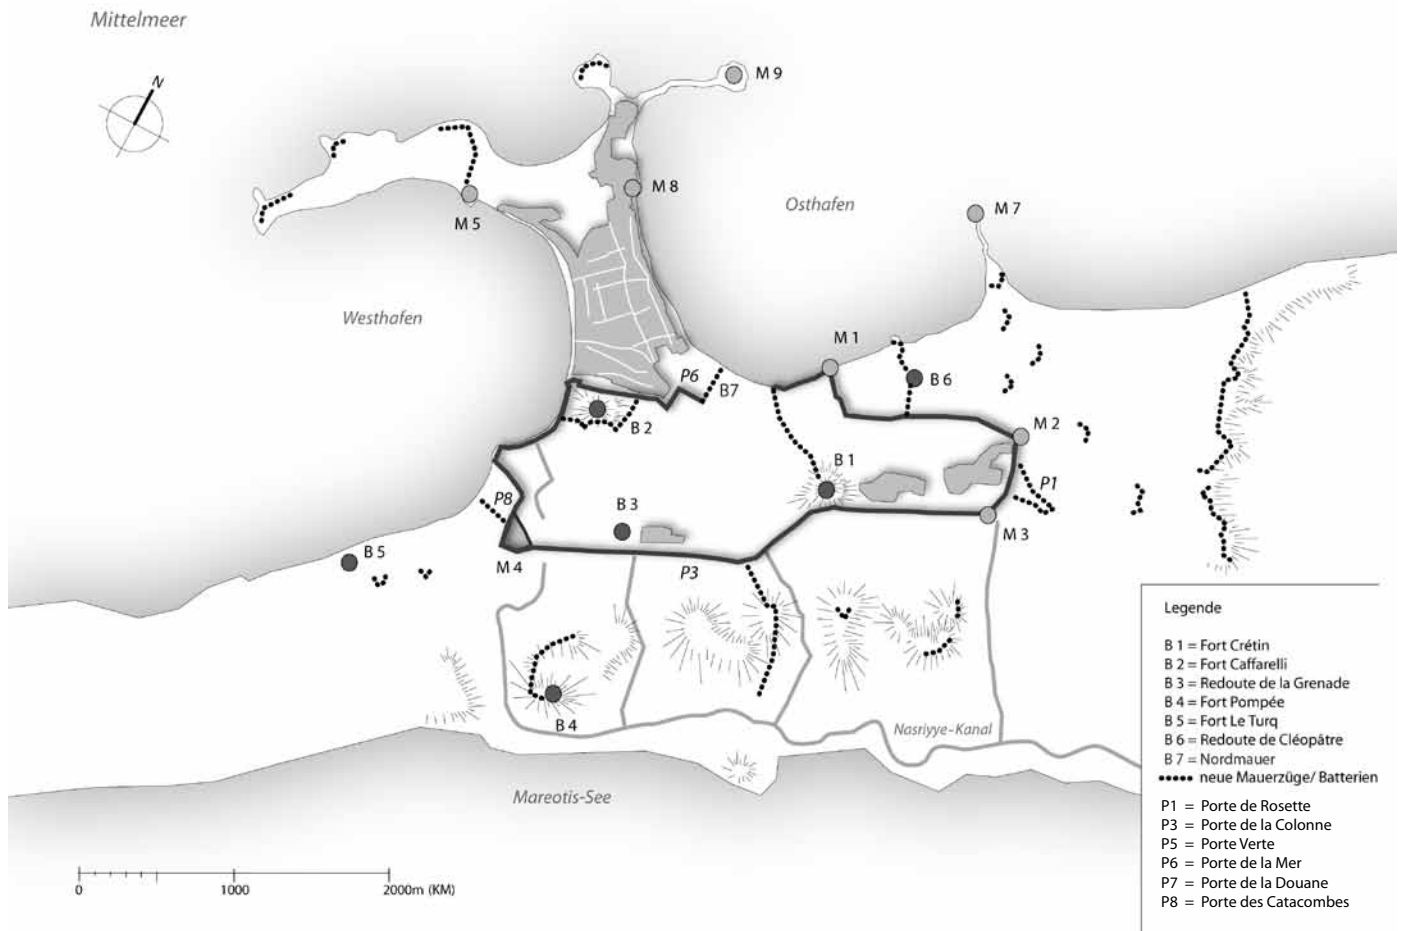 Mittelmeer
N
M 9
M 8
M 5
Osthafen
M 7
Westhafen
M 1
P6
B7
B 6
B 2
M 2
B 1
P1
P8
B 3
M 3
B 5
M 4
P3
B 4
Nasriyye-Kanal
Mareotis-See
0 1000 2000m (KM)
Legende
B 1 = Fort Crétin
B 2 = Fort Caffarelli
B 3 = Redoute de la Grenade
B 4 = Fort Pompée
B 5 = Fort Le Turq
B 6 = Redoute de Cléopâtre
B 7 = Nordmauer
neue Mauerzüge/ Batterien
P1 = Porte de Rosette
P3 = Porte de la Colonne
P5 = Porte Verte
P6 = Porte de la Mer
P7 = Porte de la Douane
P8 = Porte des Catacombes